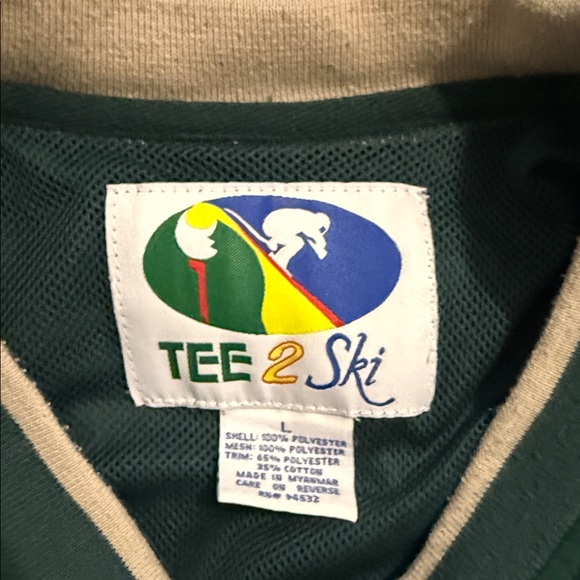 TEE 2 Ski
L
SHELL: 100% POLYESTER
MESH: 100% POLYESTER
TRIM: 65% POLYESTER
35% COTTON
MADE IN MYANMAR
CARE ON REVERSE
RN# 94632